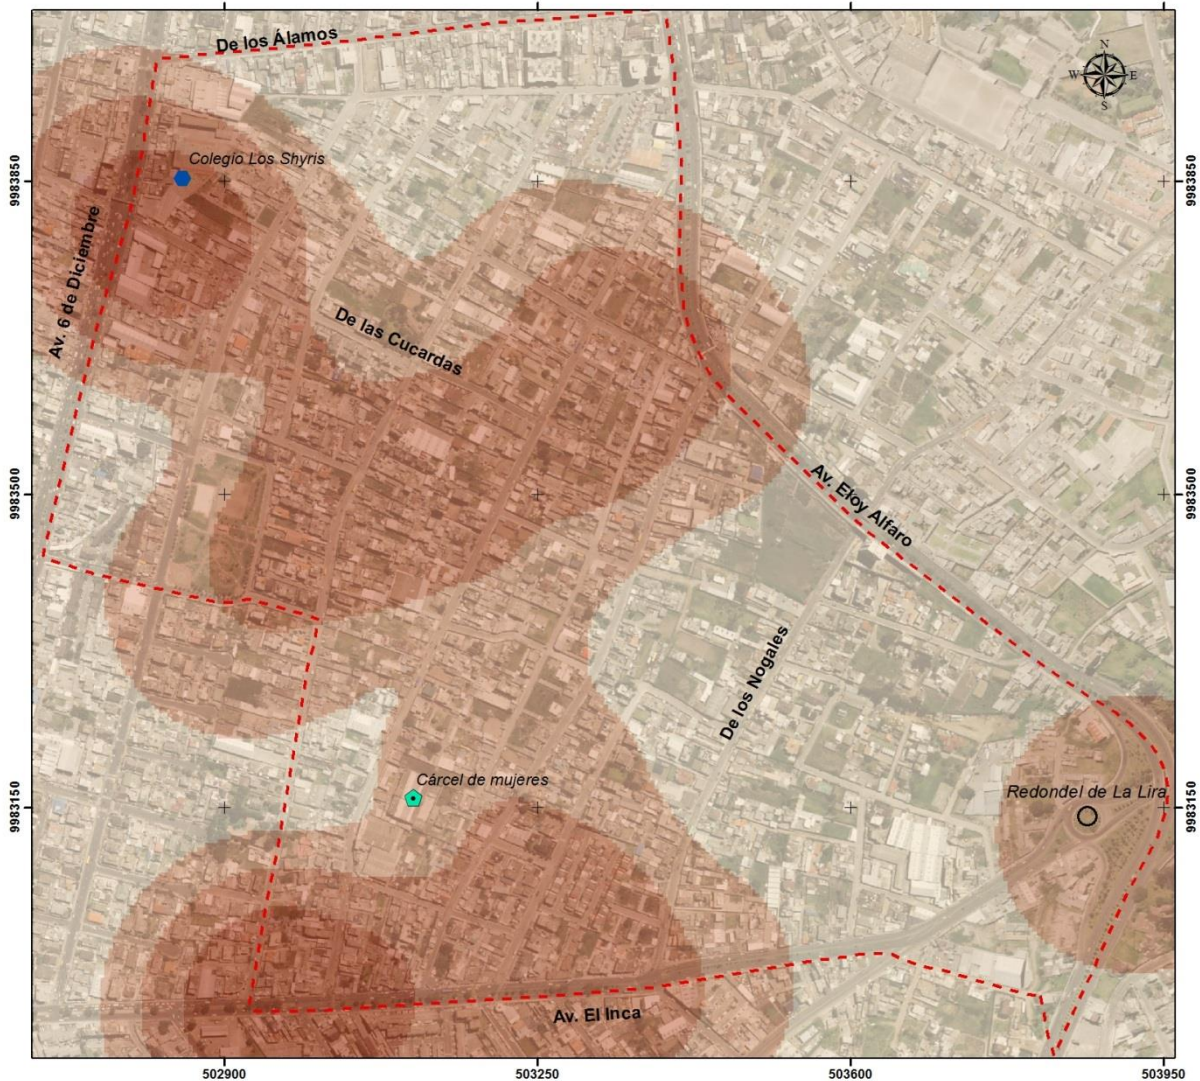 De los Álamos
N
W E
S
Colegio Los Shyris
9983850
9983850
Av. 6 de Diciembre
De las Cucardas
9983500
Av. Eloy Alfaro
9983500
De los Nogales
Cárcel de mujeres
Redondel de La Lira
9983150
9983150
Av. El Inca
502900
503250
503600
503950